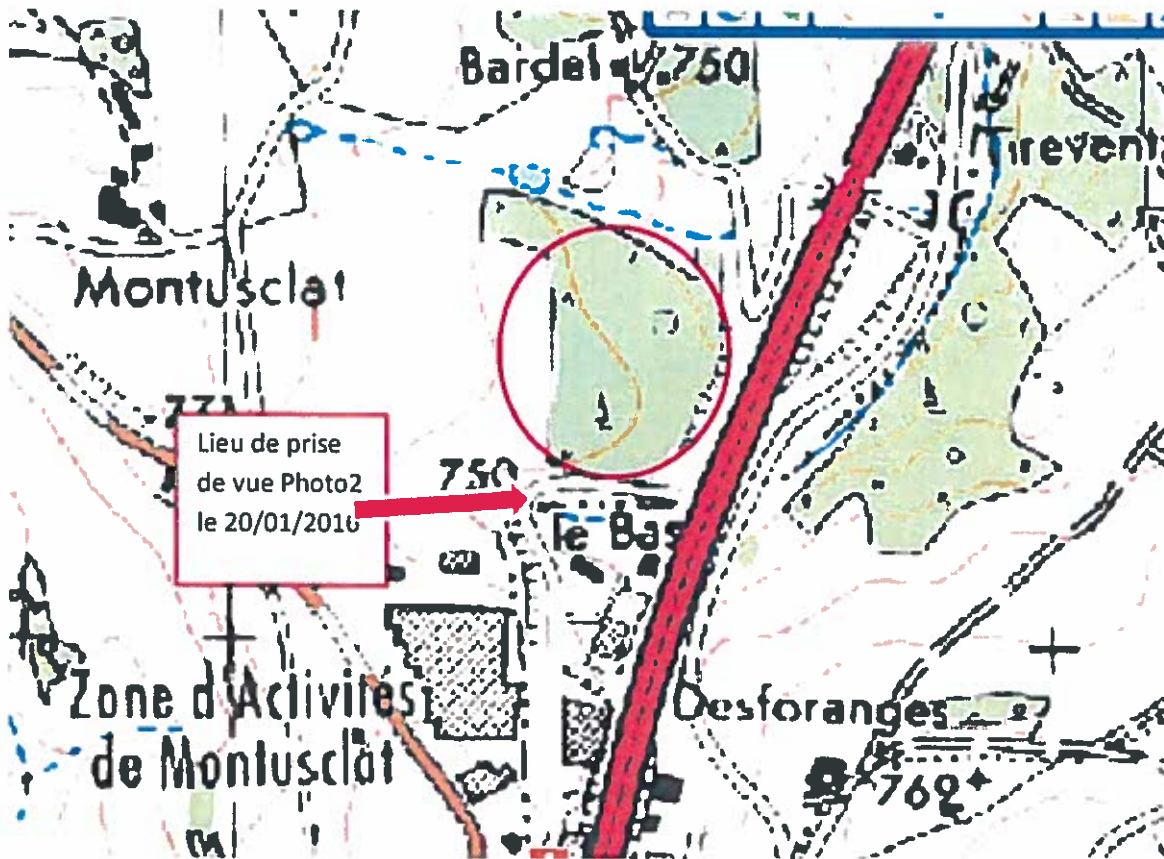 Bardel
750
Montusclat
Lieu de prise
de vue Photo2
le 20/01/2016
750
le Bas
Zone d'Activités
de Montusclat
Desforanges
762